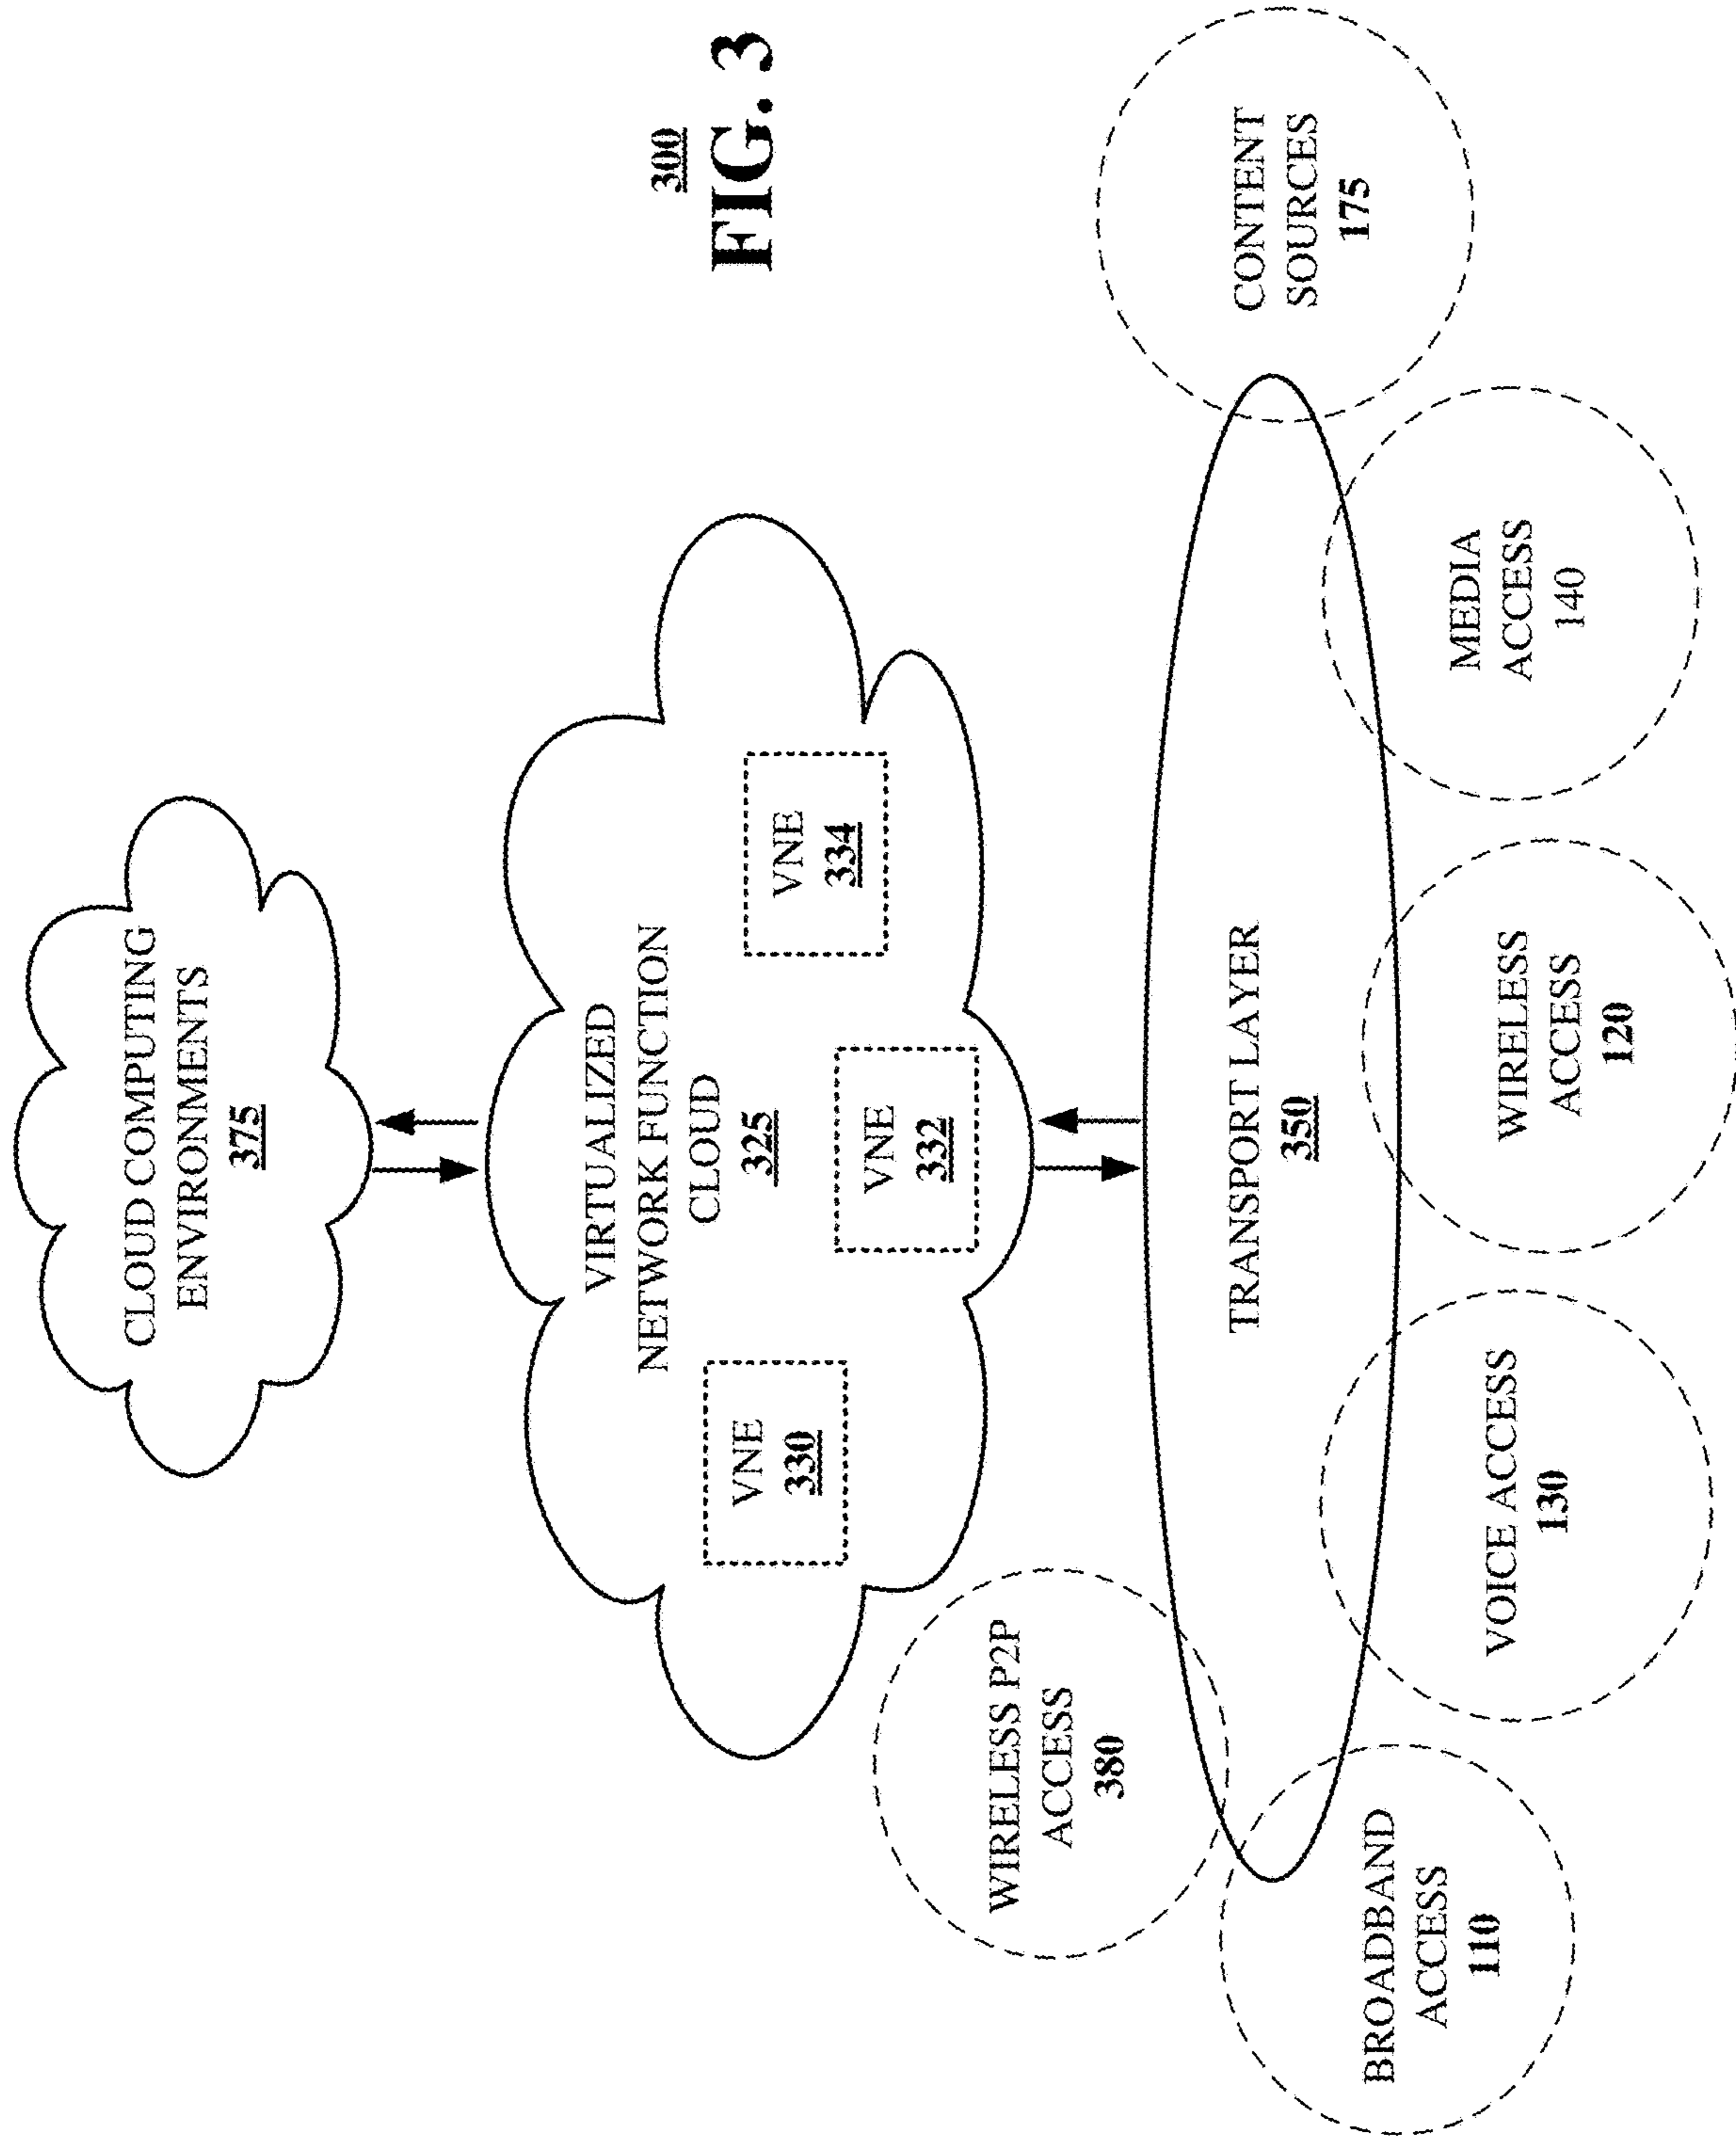 CLOUD COMPUTING
ENVIRONMENTS
375
VIRTUALIZED
NETWORK FUNCTION
CLOUD
325
VNE
330
VNE
332
VNE
334
300
FIG. 3
WIRELESS P2P
ACCESS
380
TRANSPORT LAYER
350
CONTENT
SOURCES
175
BROADBAND
ACCESS
110
VOICE ACCESS
130
WIRELESS
ACCESS
120
MEDIA
ACCESS
140